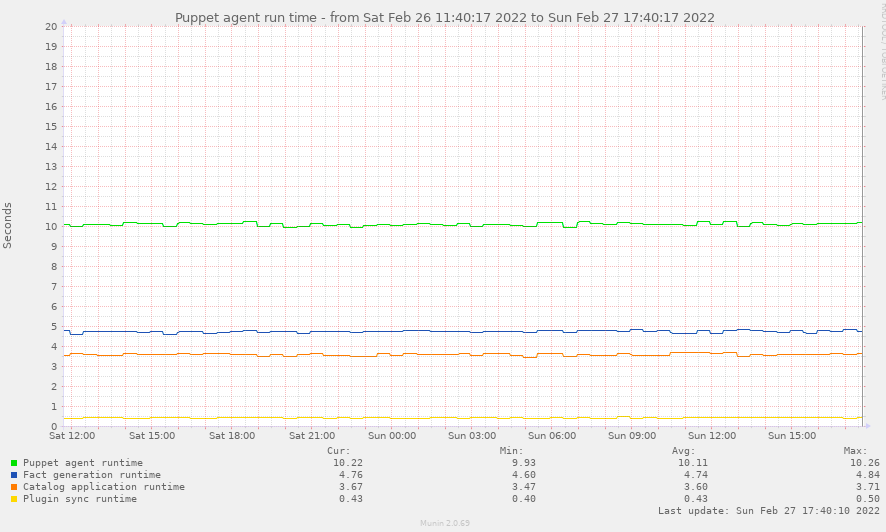 Puppet agent run time - from Sat Feb 26 11:40:17 2022 to Sun Feb 27 17:40:17 2022
20
19
18
17
16
15
14
13
12
11
10
9
8
7
6
5
4
3
2
1
0
Seconds
Sat 12:00 Sat 15:00 Sat 18:00 Sat 21:00 Sun 00:00 Sun 03:00 Sun 06:00 Sun 09:00 Sun 12:00 Sun 15:00
Cur: Min: Avg: Max:
Puppet agent runtime 10.22 9.93 10.11 10.26
Fact generation runtime 4.76 4.60 4.74 4.84
Catalog application runtime 3.67 3.47 3.60 3.71
Plugin sync runtime 0.43 0.40 0.43 0.50
Last update: Sun Feb 27 17:40:10 2022
Munin 2.0.69